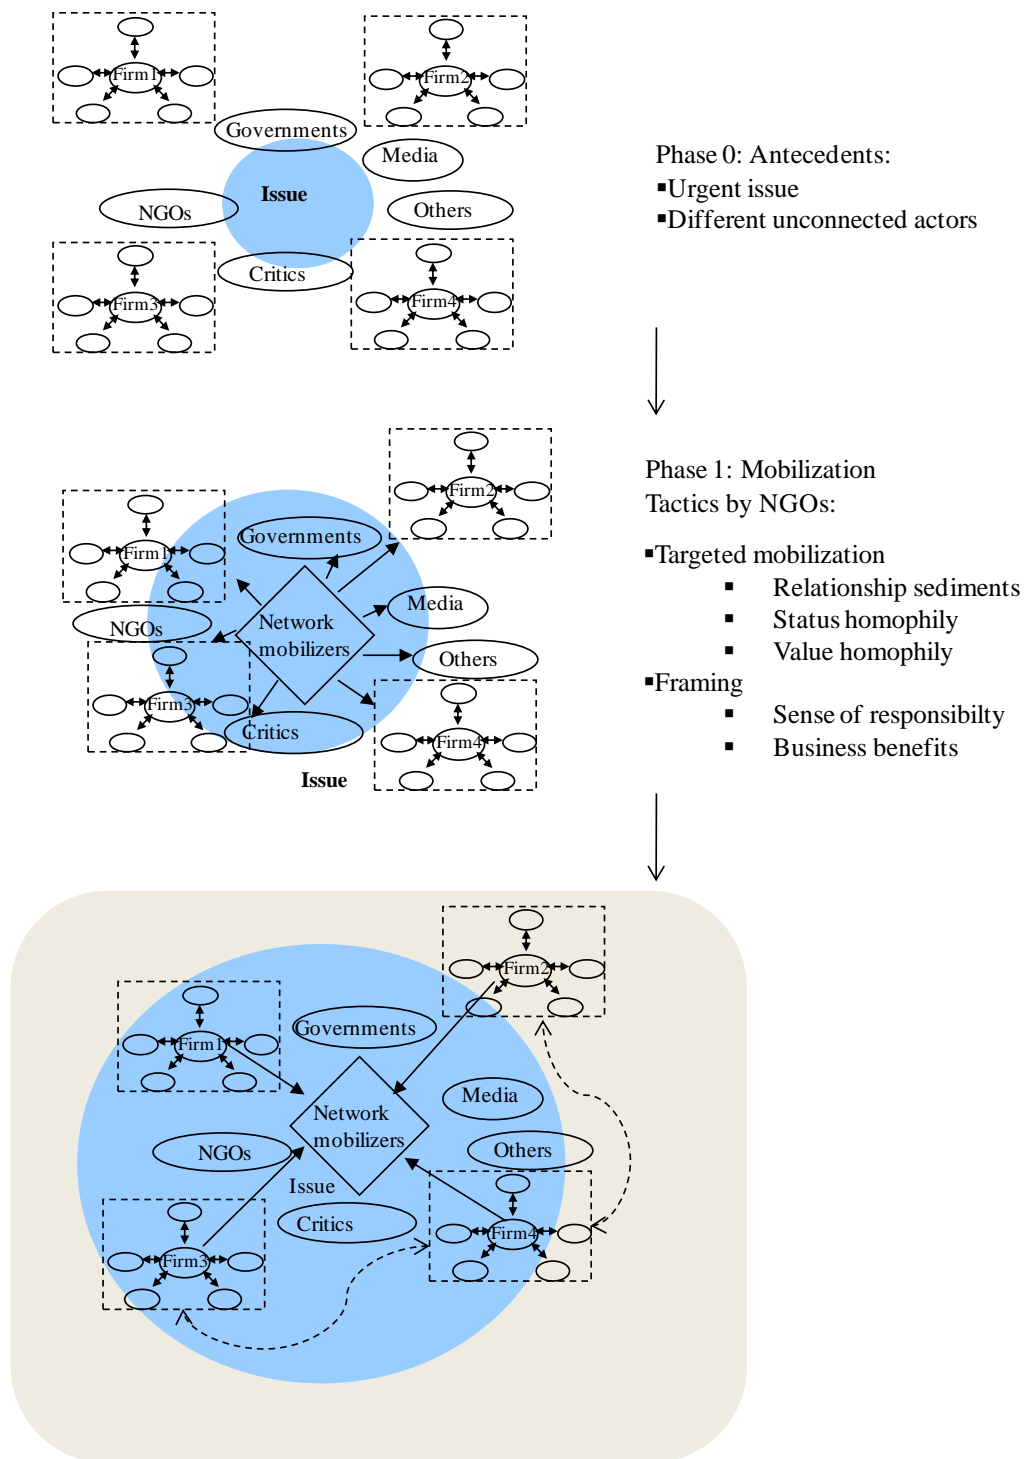 Firm1
Firm2
Governments
Media
Issue
NGOs
Others
Critics
Firm3
Firm4
Phase 0: Antecedents:
▪Urgent issue
▪Different unconnected actors
Firm2
Firm1
Governments
Media
Network
mobilizers
NGOs
Others
Firm3
Critics
Firm4
Issue
Phase 1: Mobilization
Tactics by NGOs:
▪Targeted mobilization
▪ Relationship sediments
▪ Status homophily
▪ Value homophily
▪Framing
▪ Sense of responsibilty
▪ Business benefits
Firm2
Governments
Firm1
Media
Network
mobilizers
NGOs
Others
Issue
Critics
Firm4
Firm3